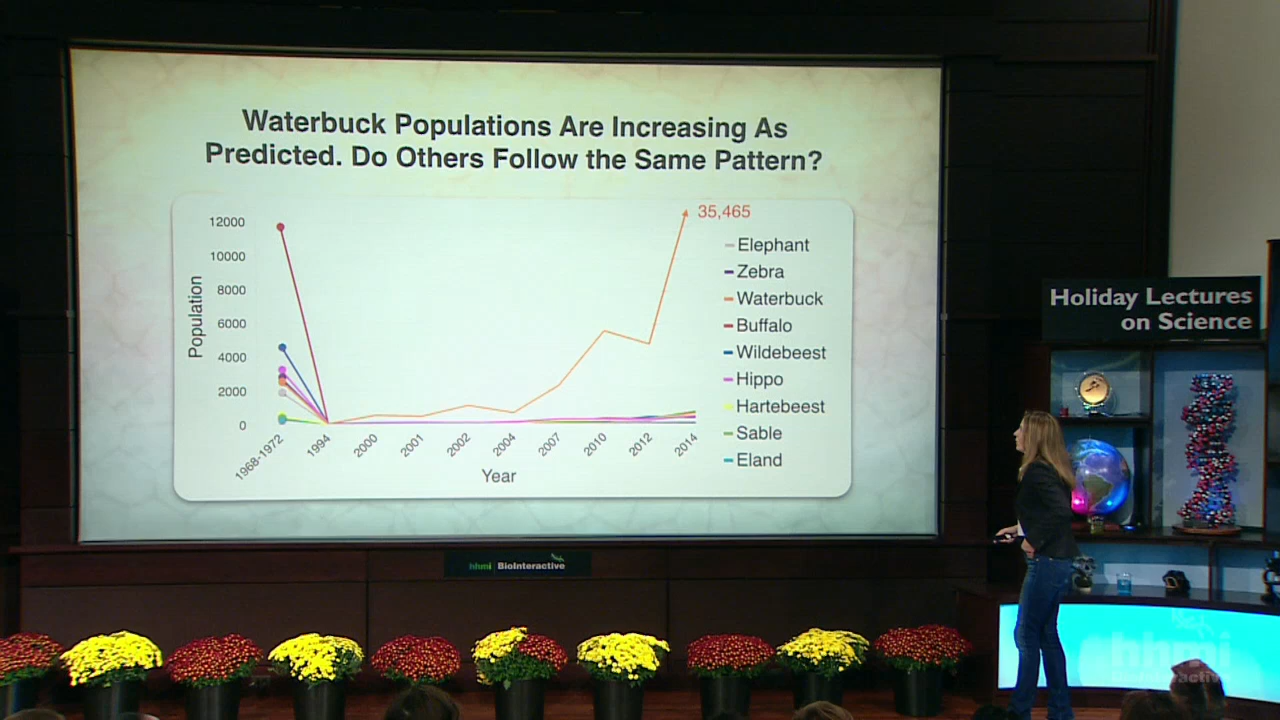 Waterbuck Populations Are Increasing As
Predicted. Do Others Follow the Same Pattern?
35,465
12000
10000
8000
6000
4000
2000
0
Population
1968-1972
1994
2000
2001
2002
2004
2007
2010
2012
2014
Year
Elephant
Zebra
Waterbuck
Buffalo
Wildebeest
Hippo
Hartebeest
Sable
Eland
Holiday Lectures
on Science
hhmi BioInteractive
hhmi